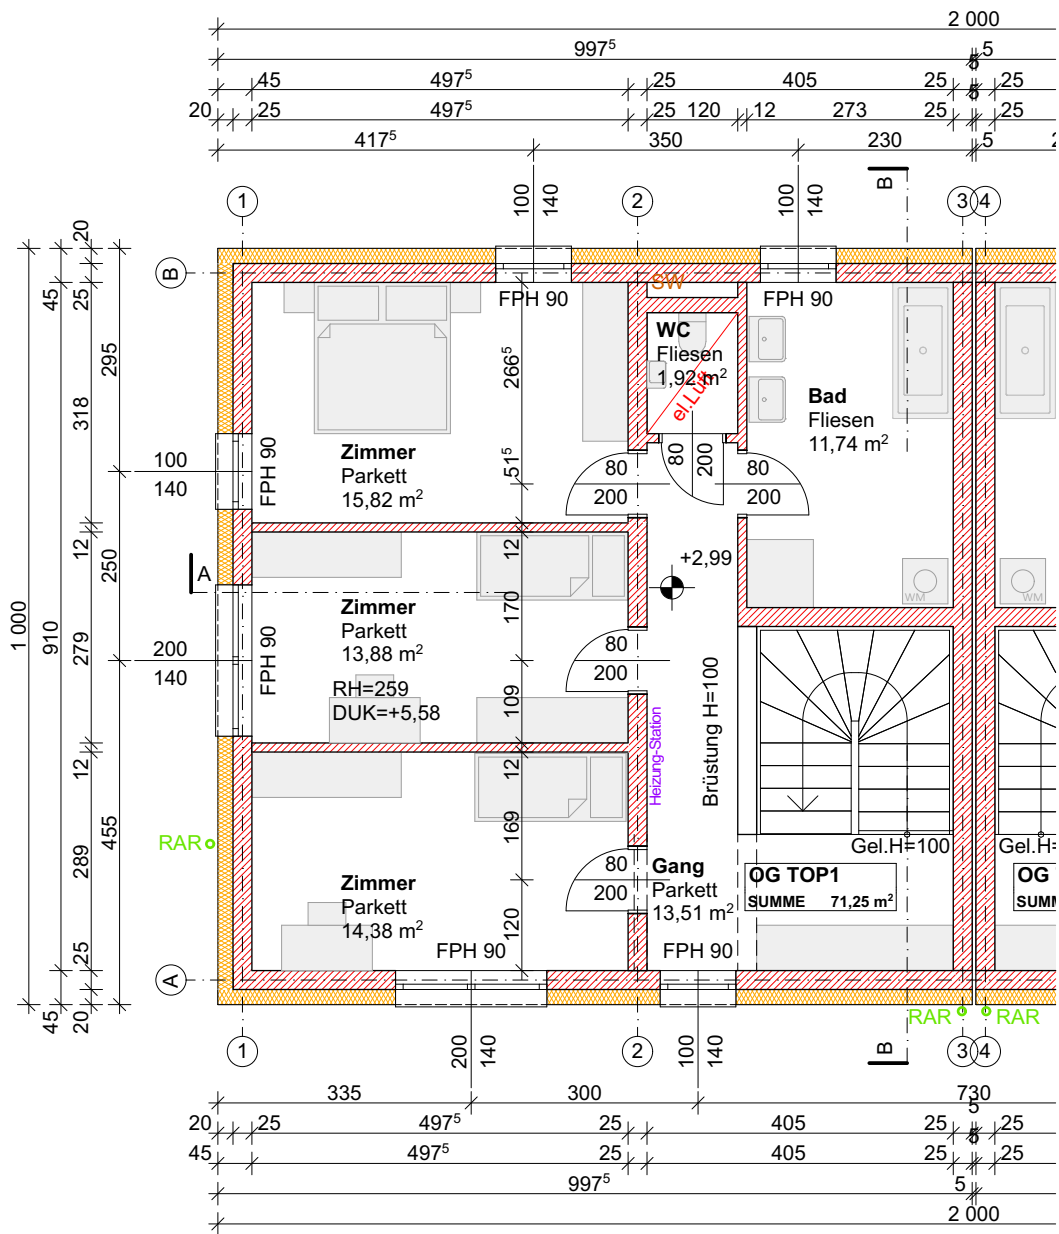 2 000
997⁵
5
5
45
497⁵
25
405
25
5
25
20
25
497⁵
25
120
12
273
25
5
25
417⁵
350
230
5
2
100
140
100
140
B
1
2
3
4
B
A
1 000
45
910
45
20
25
318
12
279
12
289
25
20
295
250
455
SW
FPH 90
FPH 90
WC
Fliesen
1,92 m²
el.Luft
266⁵
51⁵
Bad
Fliesen
11,74 m²
Zimmer
Parkett
15,82 m²
FPH 90
100
140
80
200
80
200
80
200
A
12
170
+2,99
WM
WM
Zimmer
Parkett
13,88 m²
RH=259
DUK=+5,58
FPH 90
200
140
80
200
109
Heizung-Station
Brüstung H=100
12
169
RAR
Gel.H=100
Gel.H=
Zimmer
Parkett
14,38 m²
80
200
120
Gang
Parkett
13,51 m²
OG TOP1
SUMME 71,25 m²
OG
SUMM
FPH 90
FPH 90
RAR
RAR
1
2
3
4
B
200
140
100
140
335
300
730
5
20
25
497⁵
25
405
25
5
25
45
497⁵
25
405
25
25
997⁵
5
2 000